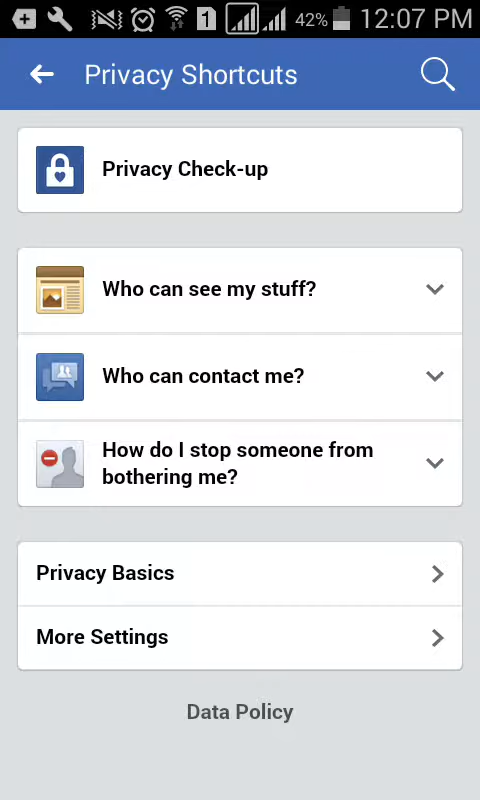 1 42% 12:07 PM
Privacy Shortcuts
Privacy Check-up
Who can see my stuff?
Who can contact me?
How do I stop someone from
bothering me?
Privacy Basics
More Settings
Data Policy